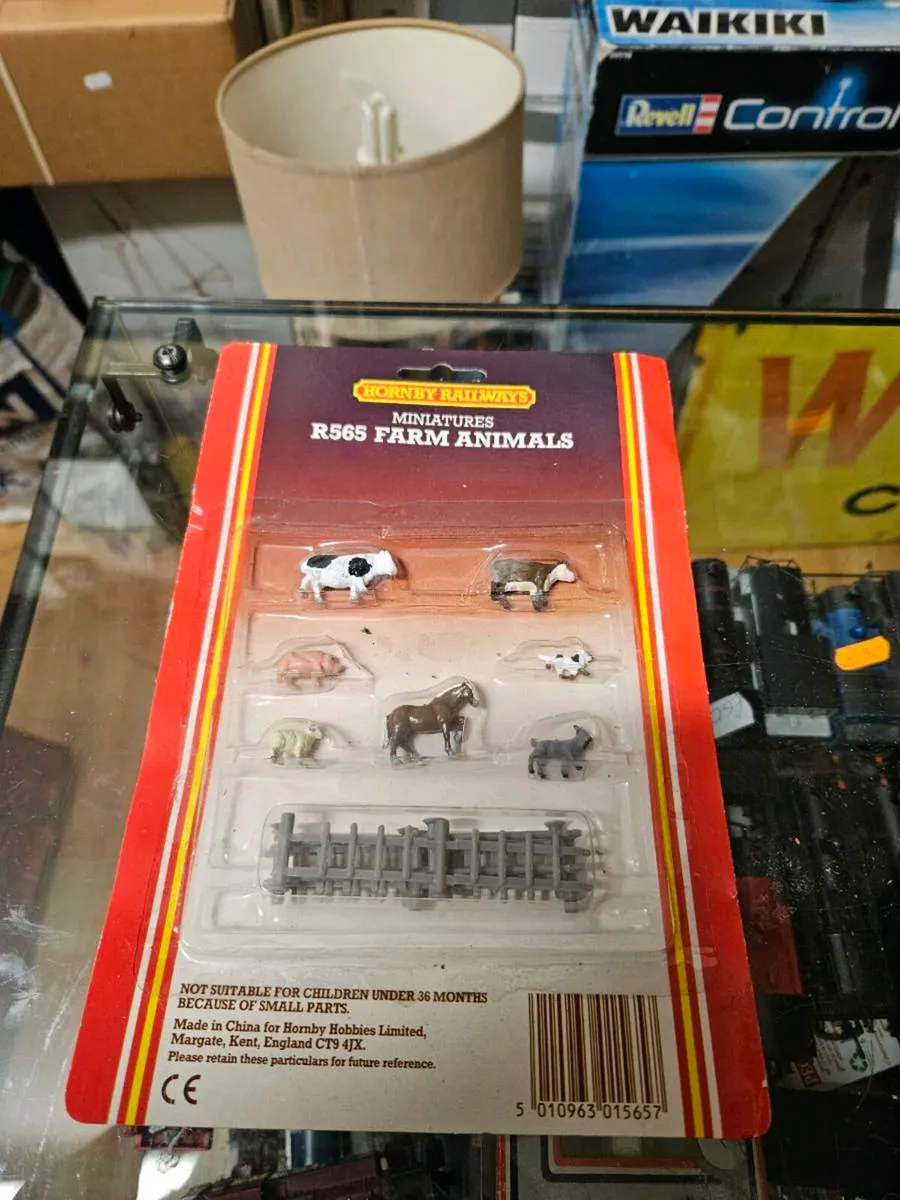 WAIKIKI
Revell Control
HORNBY RAILWAYS
MINIATURES
R565 FARM ANIMALS
W
C
NOT SUITABLE FOR CHILDREN UNDER 36 MONTHS
BECAUSE OF SMALL PARTS.
Made in China for Hornby Hobbies Limited,
Margate, Kent, England CT9 4JX.
Please retain these particulars for future reference.
CE
5 010963 015657